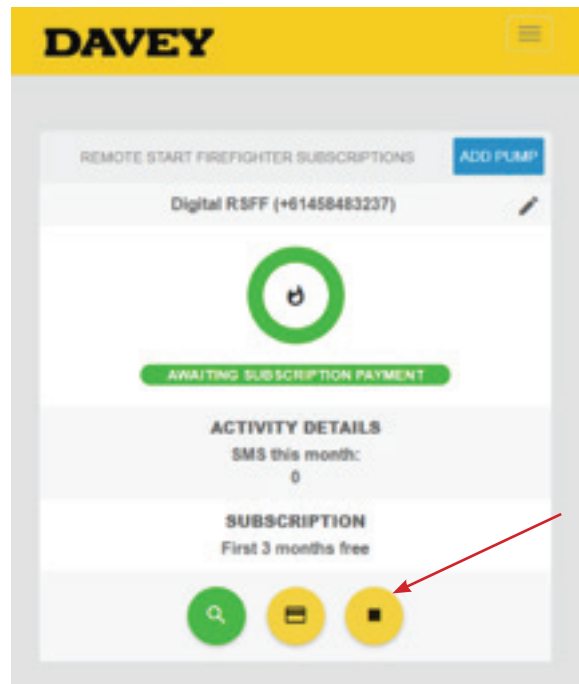 DAVEY
REMOTE START FIREFIGHTER SUBSCRIPTIONS
ADD PUMP
Digital RSFF (+61458483237)
AWAITING SUBSCRIPTION PAYMENT
ACTIVITY DETAILS
SMS this month:
0
SUBSCRIPTION
First 3 months free